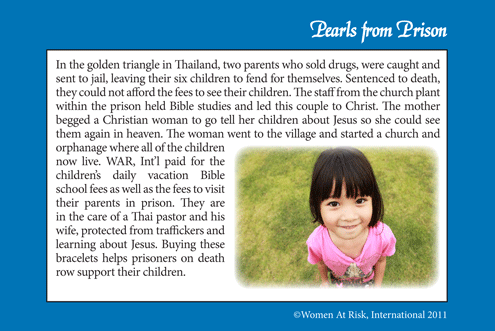 Pearls from Prison
In the golden triangle in Thailand, two parents who sold drugs, were caught and
sent to jail, leaving their six children to fend for themselves. Sentenced to death,
they could not afford the fees to see their children. The staff from the church plant
within the prison held Bible studies and led this couple to Christ. The mother
begged a Christian woman to go tell her children about Jesus so she could see
them again in heaven. The woman went to the village and started a church and
orphanage where all of the children
now live. WAR, Int'l paid for the
children's daily vacation Bible
school fees as well as the fees to visit
their parents in prison. They are
in the care of a Thai pastor and his
wife, protected from traffickers and
learning about Jesus. Buying these
bracelets helps prisoners on death
row support their children.
©Women At Risk, International 2011